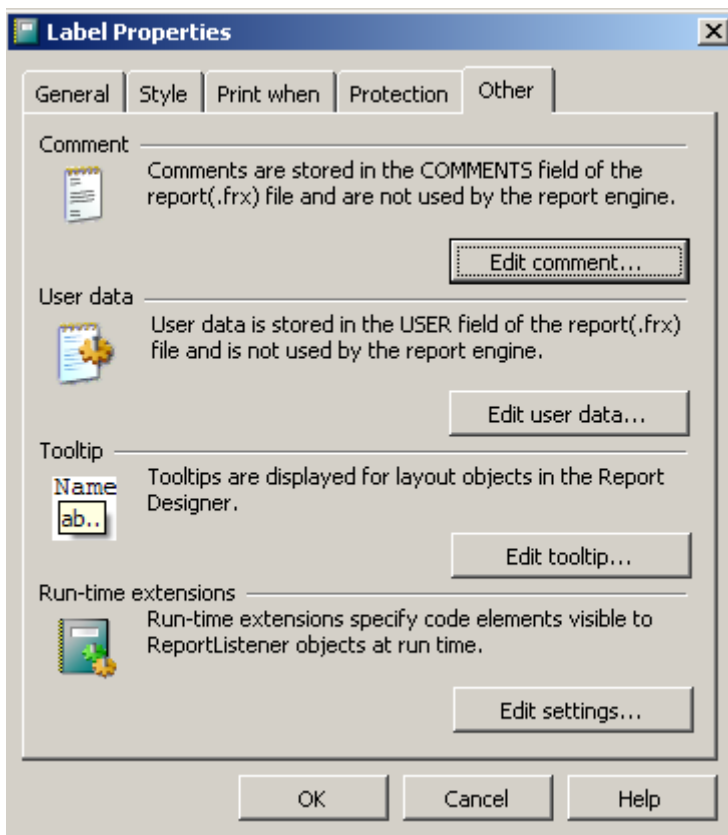 Label Properties
General Style Print when Protection Other
Comment
Comments are stored in the COMMENTS field of the
report(.frx) file and are not used by the report engine.
Edit comment...
User data
User data is stored in the USER field of the report(.frx)
file and is not used by the report engine.
Edit user data...
Tooltip
Name
ab..
Tooltips are displayed for layout objects in the Report
Designer.
Edit tooltip...
Run-time extensions
Run-time extensions specify code elements visible to
ReportListener objects at run time.
Edit settings...
OK Cancel Help